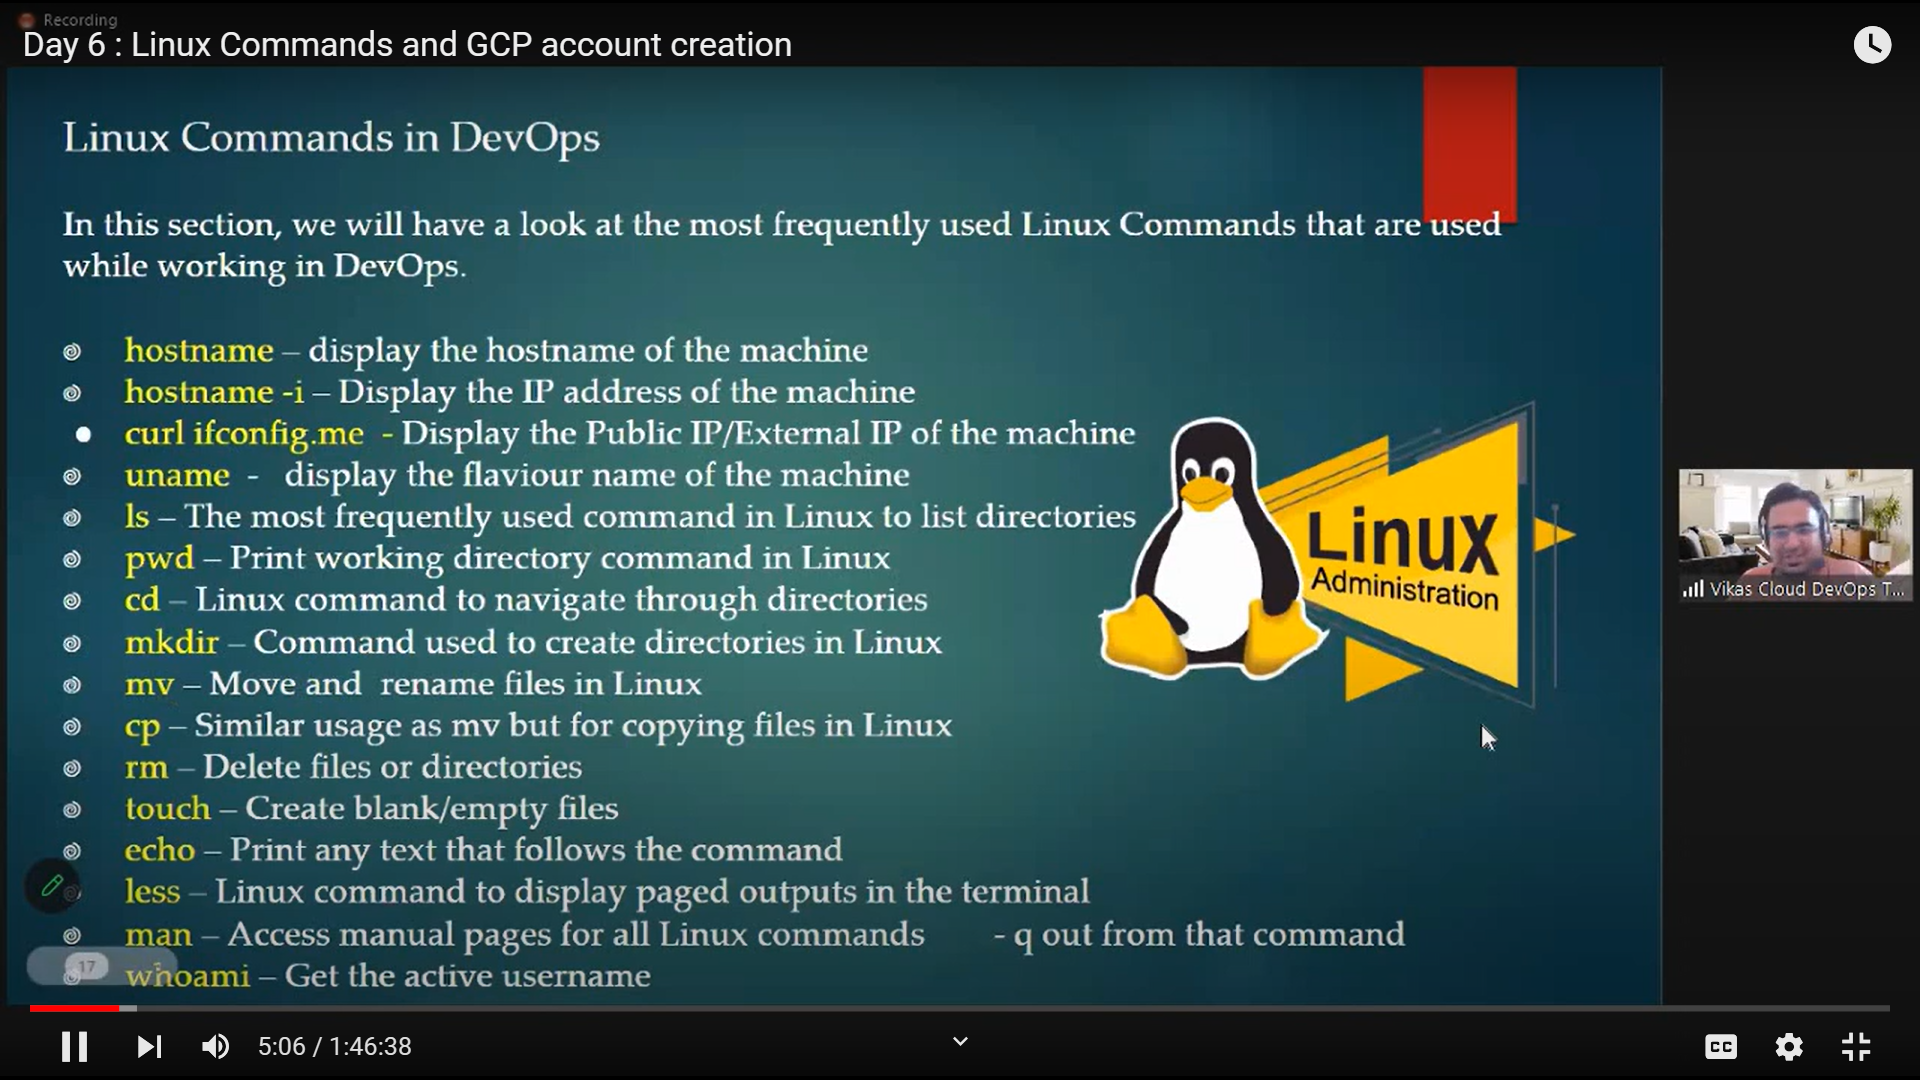 Recording
Day 6 : Linux Commands and GCP account creation
Linux Commands in DevOps
In this section, we will have a look at the most frequently used Linux Commands that are used
while working in DevOps.
hostname – display the hostname of the machine
hostname -i – Display the IP address of the machine
curl ifconfig.me - Display the Public IP/External IP of the machine
uname - display the flaviour name of the machine
ls – The most frequently used command in Linux to list directories
pwd – Print working directory command in Linux
cd – Linux command to navigate through directories
mkdir – Command used to create directories in Linux
mv – Move and rename files in Linux
cp – Similar usage as mv but for copying files in Linux
rm – Delete files or directories
touch – Create blank/empty files
echo – Print any text that follows the command
less – Linux command to display paged outputs in the terminal
man – Access manual pages for all Linux commands - q out from that command
whoami – Get the active username
17
Linux
Administration
Vikas Cloud DevOps T...
5:06 / 1:46:38
CC